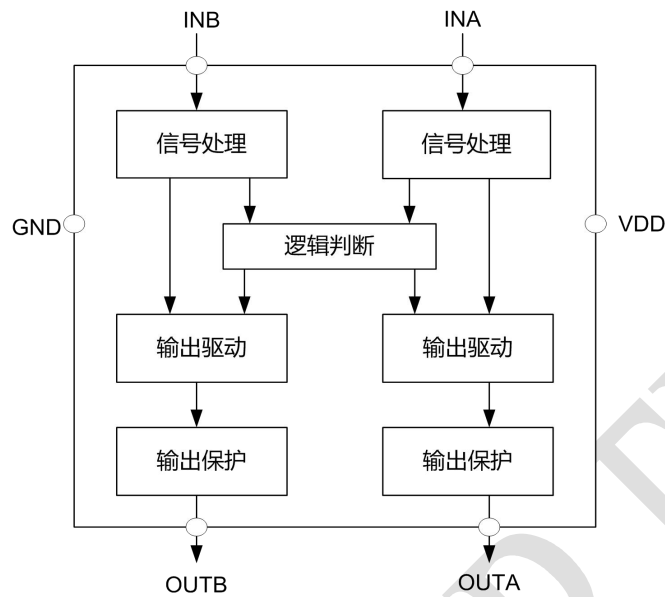 INB
INA
信号处理
信号处理
GND
VDD
逻辑判断
输出驱动
输出驱动
输出保护
输出保护
OUTB
OUTA